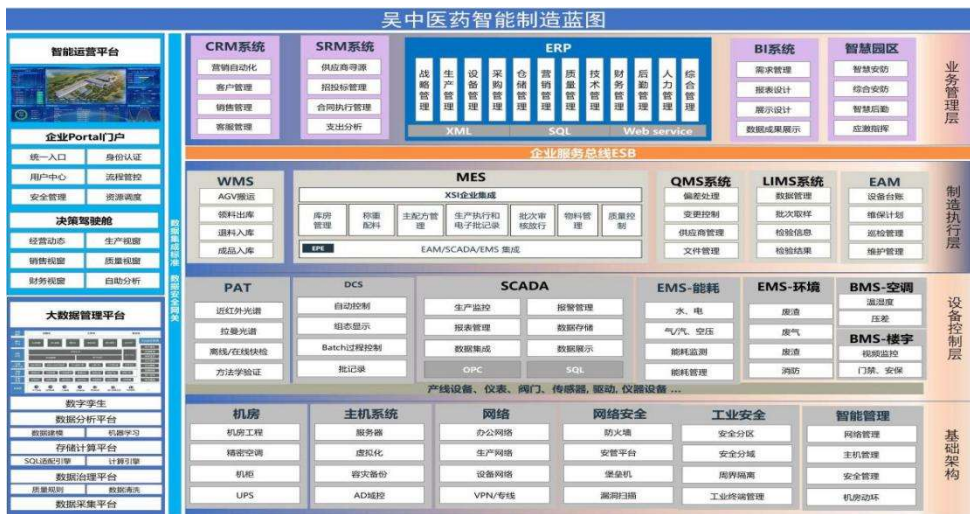 吴中医药智能制造蓝图
智能运营平台
企业Portal门户
统一入口 身份认证
用户中心 流程管控
安全管理 资源调度
决策驾驶舱
经营动态 生产视窗
销售视窗 质量视窗
财务视窗 自助分析
大数据管理平台
数字孪生
数据分析平台
数据建模 机器学习
存储计算平台
SQL适配引擎 计算引擎
数据治理平台
质量规则 数据清洗
数据采集平台
数据集成标准 数据安全网关
CRM系统
营销自动化
客户管理
销售管理
客服管理
SRM系统
供应商寻源
招投标管理
合同执行管理
支出分析
ERP
战略管理
生产管理
设备管理
采购管理
仓储管理
营销管理
质量管理
技术管理
财务管理
后勤管理
人力管理
综合管理
XML SQL Web service
BI系统
需求管理
报表设计
展示设计
数据成果展示
智慧园区
智慧安防
综合安防
智慧后勤
应激指挥
业务管理层
企业服务总线ESB
WMS
AGV搬运
领料出库
退料入库
成品入库
MES
XSI企业集成
库房管理
称重配料
主配方管理
生产执行和电子批记录
批次审核放行
物料管理
质量控制
EPE EAM/SCADA/EMS 集成
QMS系统
偏差处理
变更控制
供应商管理
文件管理
LIMS系统
数据管理
批次取样
检验信息
检验结果
EAM
设备台账
维保计划
巡检管理
维护管理
制造执行层
PAT
近红外光谱
拉曼光谱
离线/在线快检
方法学验证
DCS
自动控制
组态显示
Batch过程控制
批记录
SCADA
生产监控 报警管理
报表管理 数据存储
数据集成 数据展示
OPC SQL
EMS-能耗
水、电
气/汽、空压
能耗监测
能耗管理
EMS-环境
废渣
废气
废渣
消防
BMS-空调
温湿度
压差
BMS-楼宇
视频监控
门禁、安保
设备控制层
产线设备、仪表、阀门、传感器, 驱动, 仪器设备 ...
机房
机房工程
精密空调
机柜
UPS
主机系统
服务器
虚拟化
容灾备份
AD域控
网络
办公网络
生产网络
设备网络
VPN/专线
网络安全
防火墙
安管平台
堡垒机
漏洞扫描
工业安全
安全分区
安全分域
周界隔离
工业终端管理
智能管理
网络管理
主机管理
安全管理
机房动环
基础架构